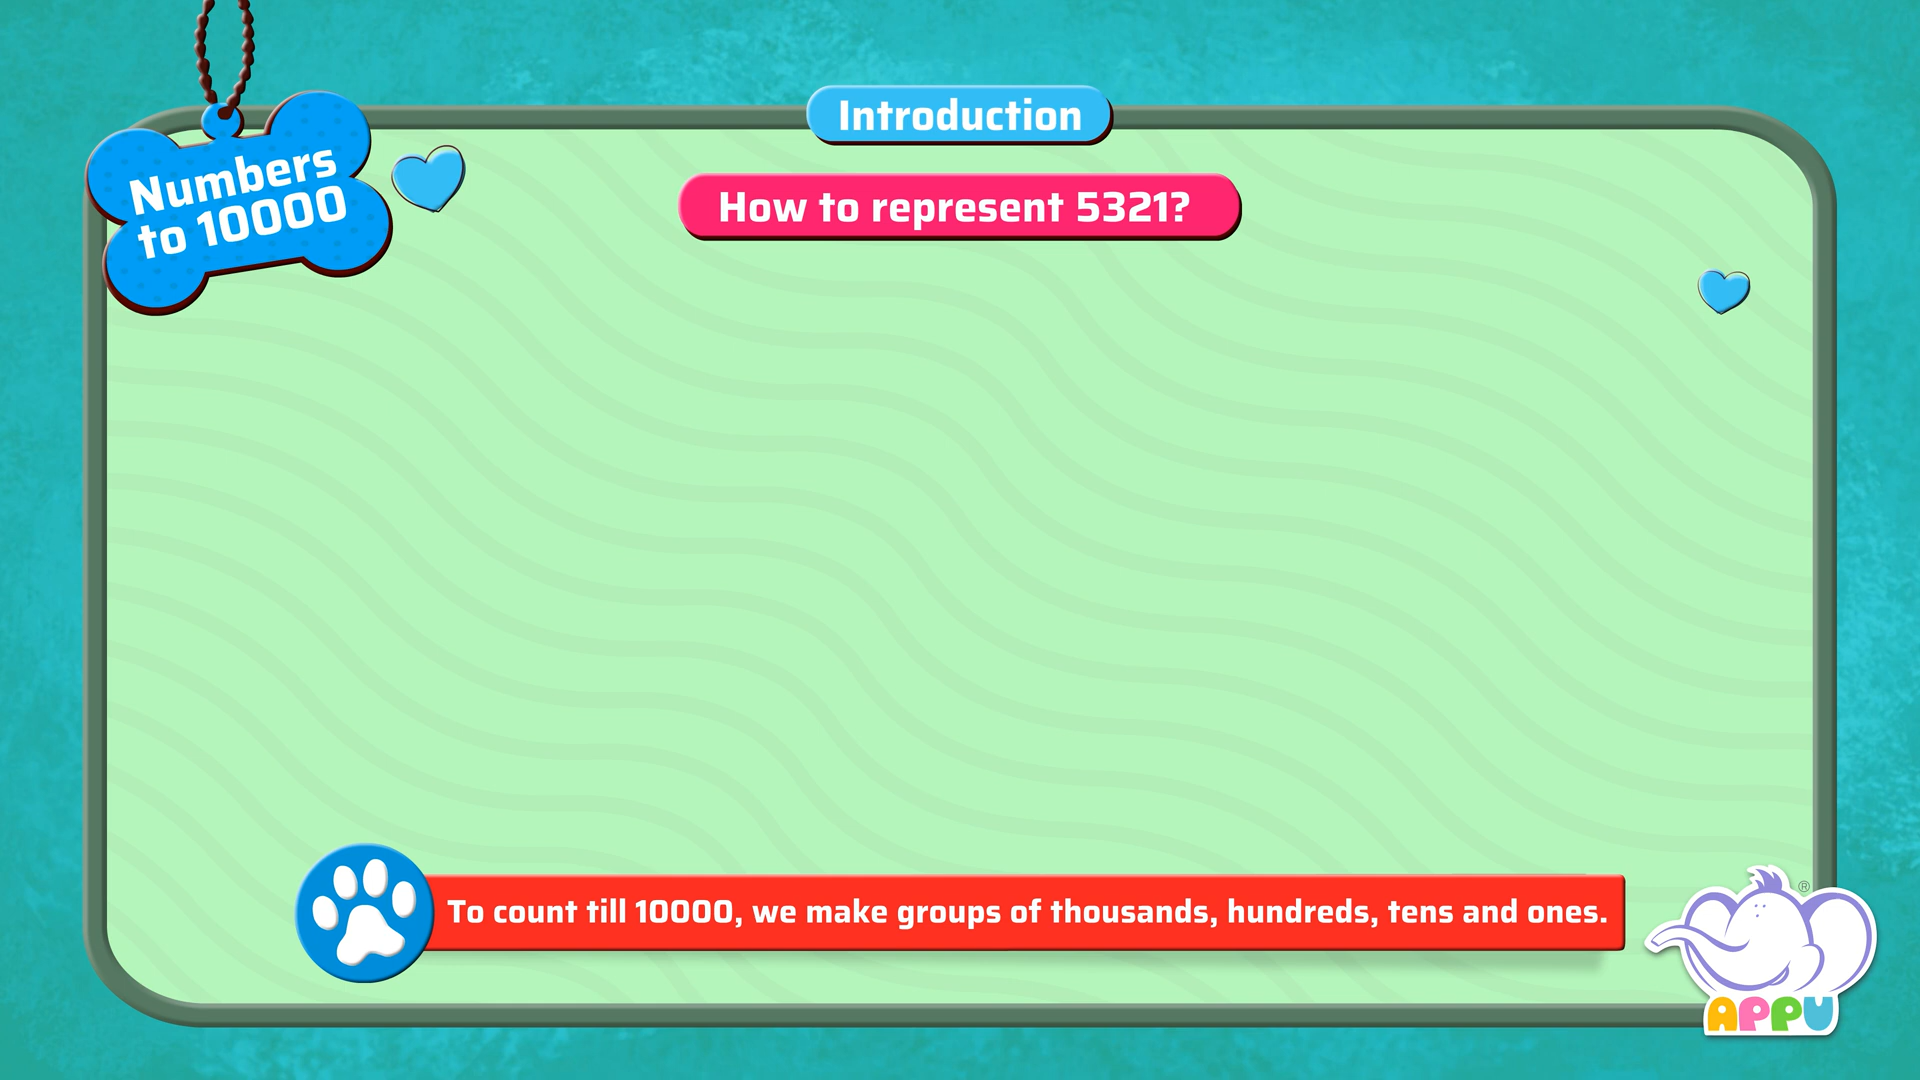 Introduction
Numbers
to 10000
How to represent 5321?
To count till 10000, we make groups of thousands, hundreds, tens and ones.
®
APPU